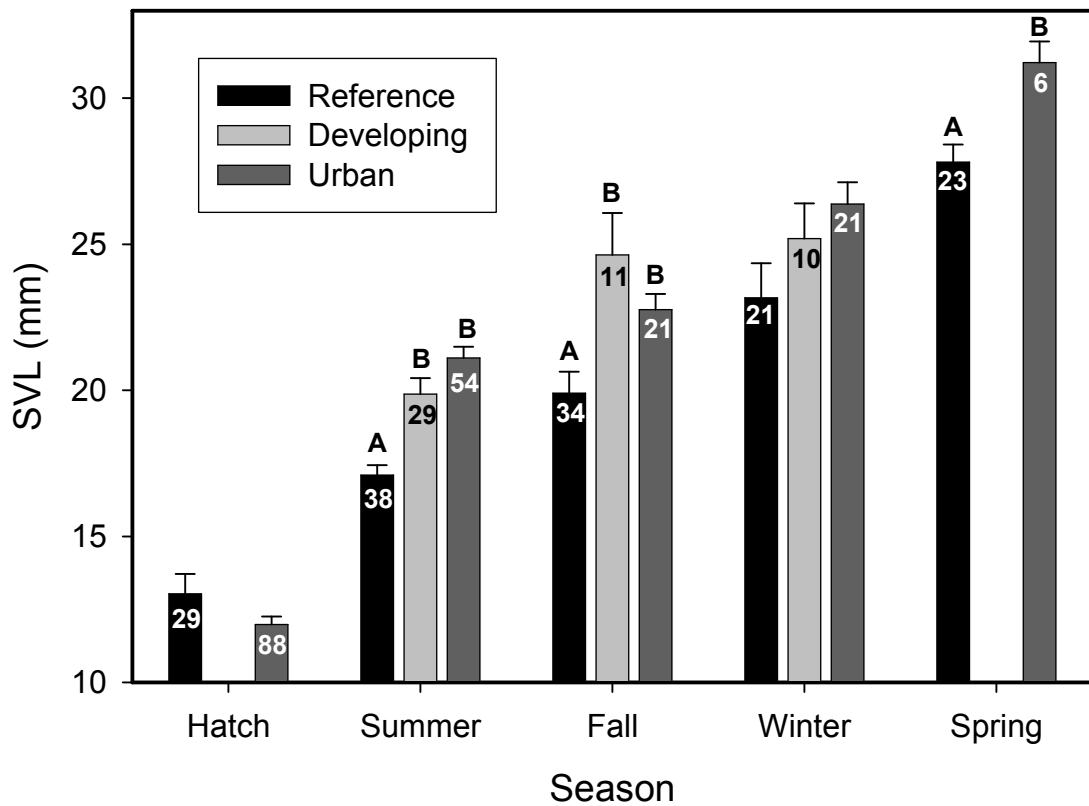 B
30
Reference
Developing
Urban
A
6
23
B
25
B
21
10
11
B
B
A
21
21
SVL (mm)
20
A
54
29
34
38
15
29
88
10
Hatch Summer Fall Winter Spring
Season